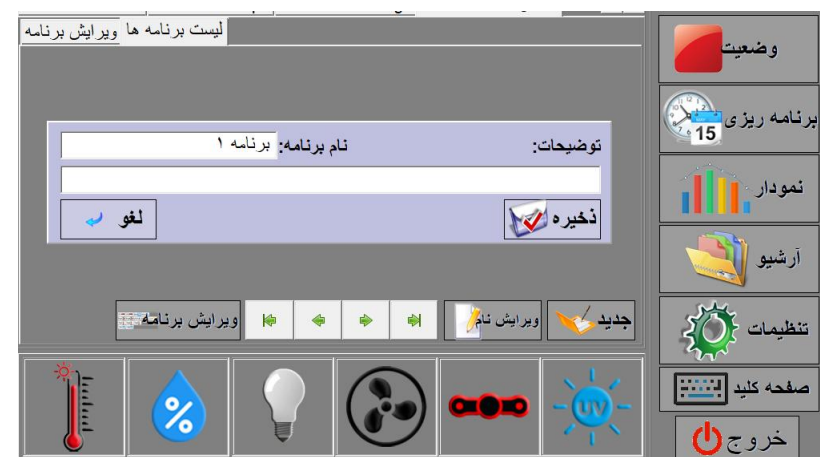 لیست برنامه ها
ویرایش برنامه
توضیحات:
نام برنامه:
برنامه ۱
ذخیره
لغو
جدید
ویرایش نام
ویرایش برنامه
%
UV
وضعیت
برنامه ریزی
15
نمودار
آرشیو
تنظیمات
صفحه کلید
خروج